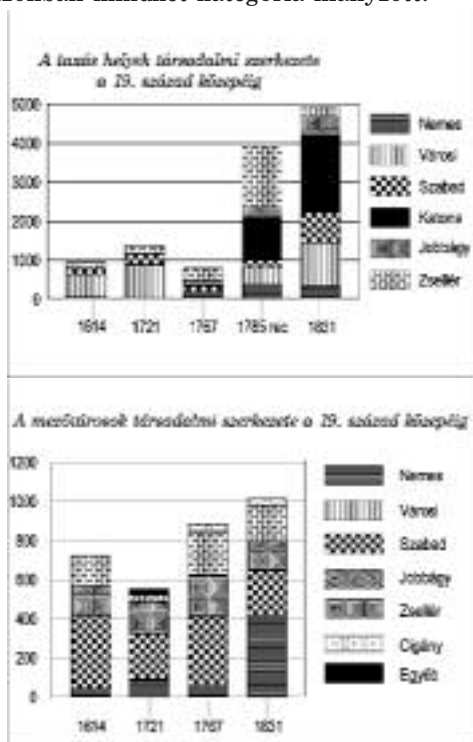 A taxás helyek társadalmi szerkezete
a 19. század közepéig
5000
4000
3000
2000
1000
0
1614
1721
1767
1785
1831
Nemes
Városi
Szabad
Katona
Jobbágy
Zsellér
A mezővárosok társadalmi szerkezete a 19. század közepéig
1200
1000
800
600
400
200
0
1614
1721
1767
1831
Nemes
Városi
Szabad
Jobbágy
Zsellér
Cigány
Egyéb